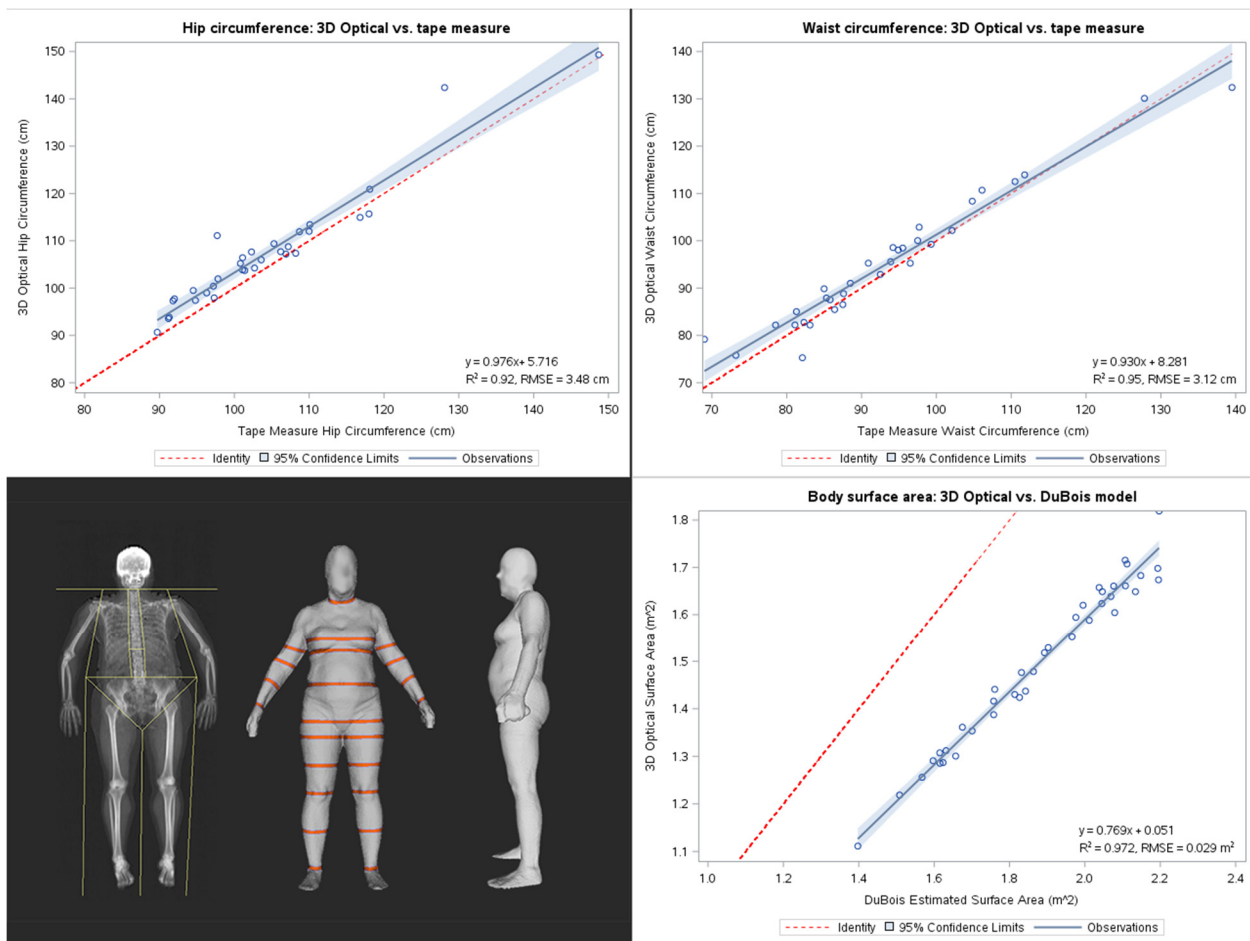 Hip circumference: 3D Optical vs. tape measure
150
140
130
120
110
100
90
80
3D Optical Hip Circumference (cm)
y = 0.976x+ 5.716
R² = 0.92, RMSE = 3.48 cm
80 90 100 110 120 130 140 150
Tape Measure Hip Circumference (cm)
Identity 95% Confidence Limits Observations
Waist circumference: 3D Optical vs. tape measure
140
130
120
110
100
90
80
70
3D Optical Waist Circumference (cm)
y = 0.930x + 8.281
R² = 0.95, RMSE = 3.12 cm
70 80 90 100 110 120 130 140
Tape Measure Waist Circumference (cm)
Identity 95% Confidence Limits Observations
Body surface area: 3D Optical vs. DuBois model
1.8
1.7
1.6
1.5
1.4
1.3
1.2
1.1
3D Optical Surface Area (m^2)
y = 0.769x + 0.051
R² = 0.972, RMSE = 0.029 m²
1.0 1.2 1.4 1.6 1.8 2.0 2.2 2.4
DuBois Estimated Surface Area (m^2)
Identity 95% Confidence Limits Observations